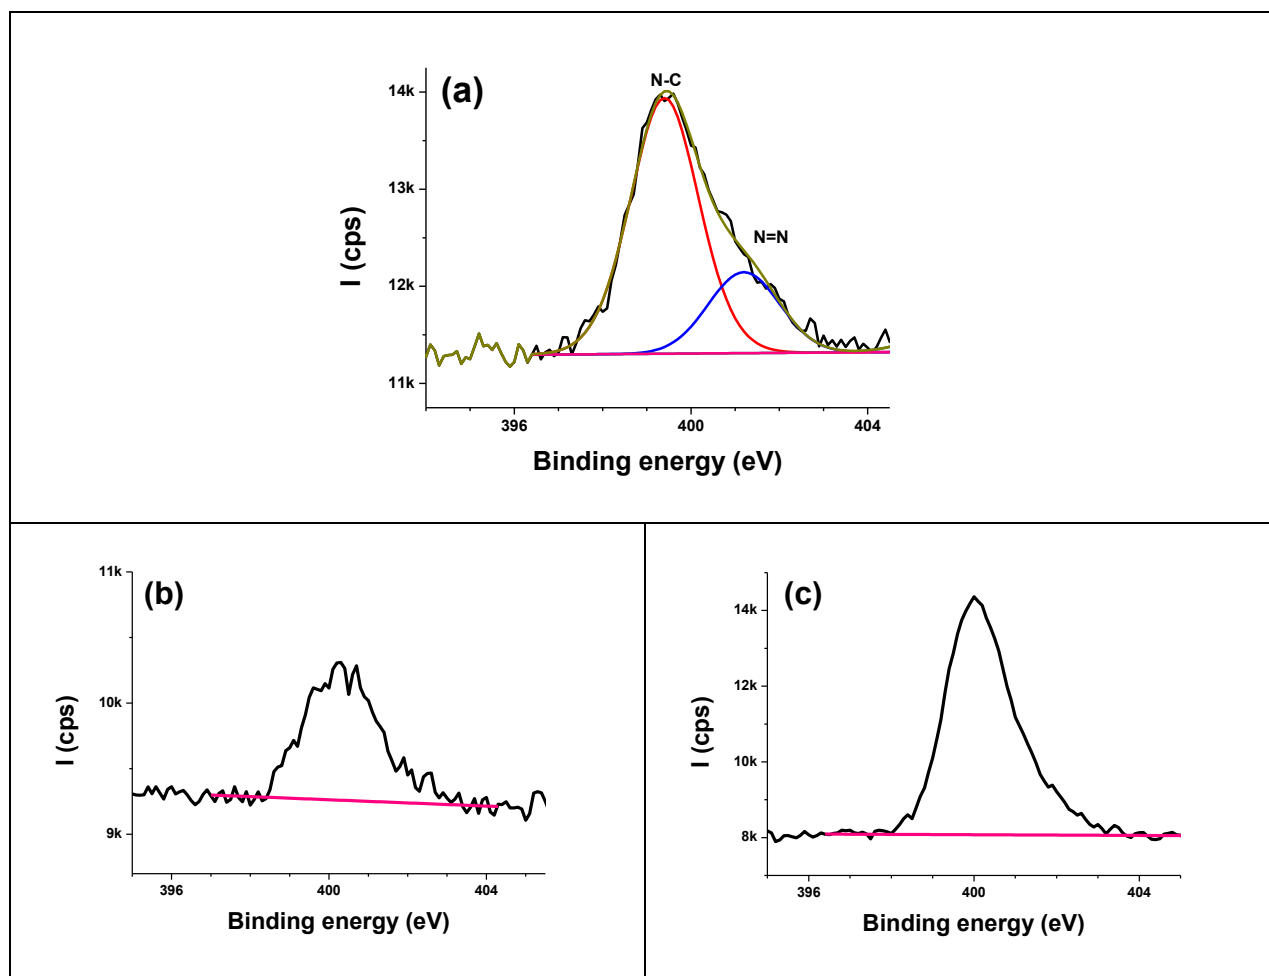 (a)
N-C
N=N
14k
13k
12k
11k
I (cps)
396
400
404
Binding energy (eV)
(b)
11k
10k
9k
I (cps)
396
400
404
Binding energy (eV)
(c)
14k
12k
10k
8k
I (cps)
396
400
404
Binding energy (eV)